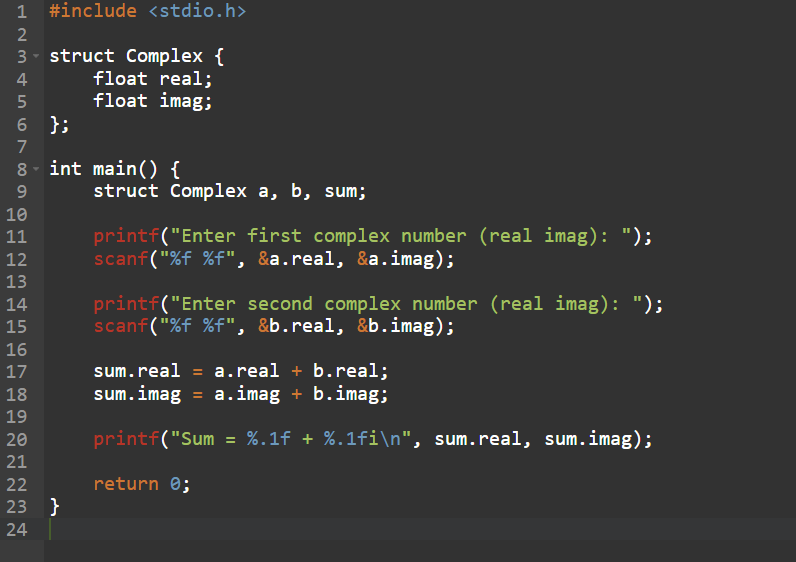 1 #include <stdio.h>
2
3 struct Complex {
4     float real;
5     float imag;
6 };
7
8 int main() {
9     struct Complex a, b, sum;
10
11     printf("Enter first complex number (real imag): ");
12     scanf("%f %f", &a.real, &a.imag);
13
14     printf("Enter second complex number (real imag): ");
15     scanf("%f %f", &b.real, &b.imag);
16
17     sum.real = a.real + b.real;
18     sum.imag = a.imag + b.imag;
19
20     printf("Sum = %.1f + %.1fi\n", sum.real, sum.imag);
21
22     return 0;
23 }
24